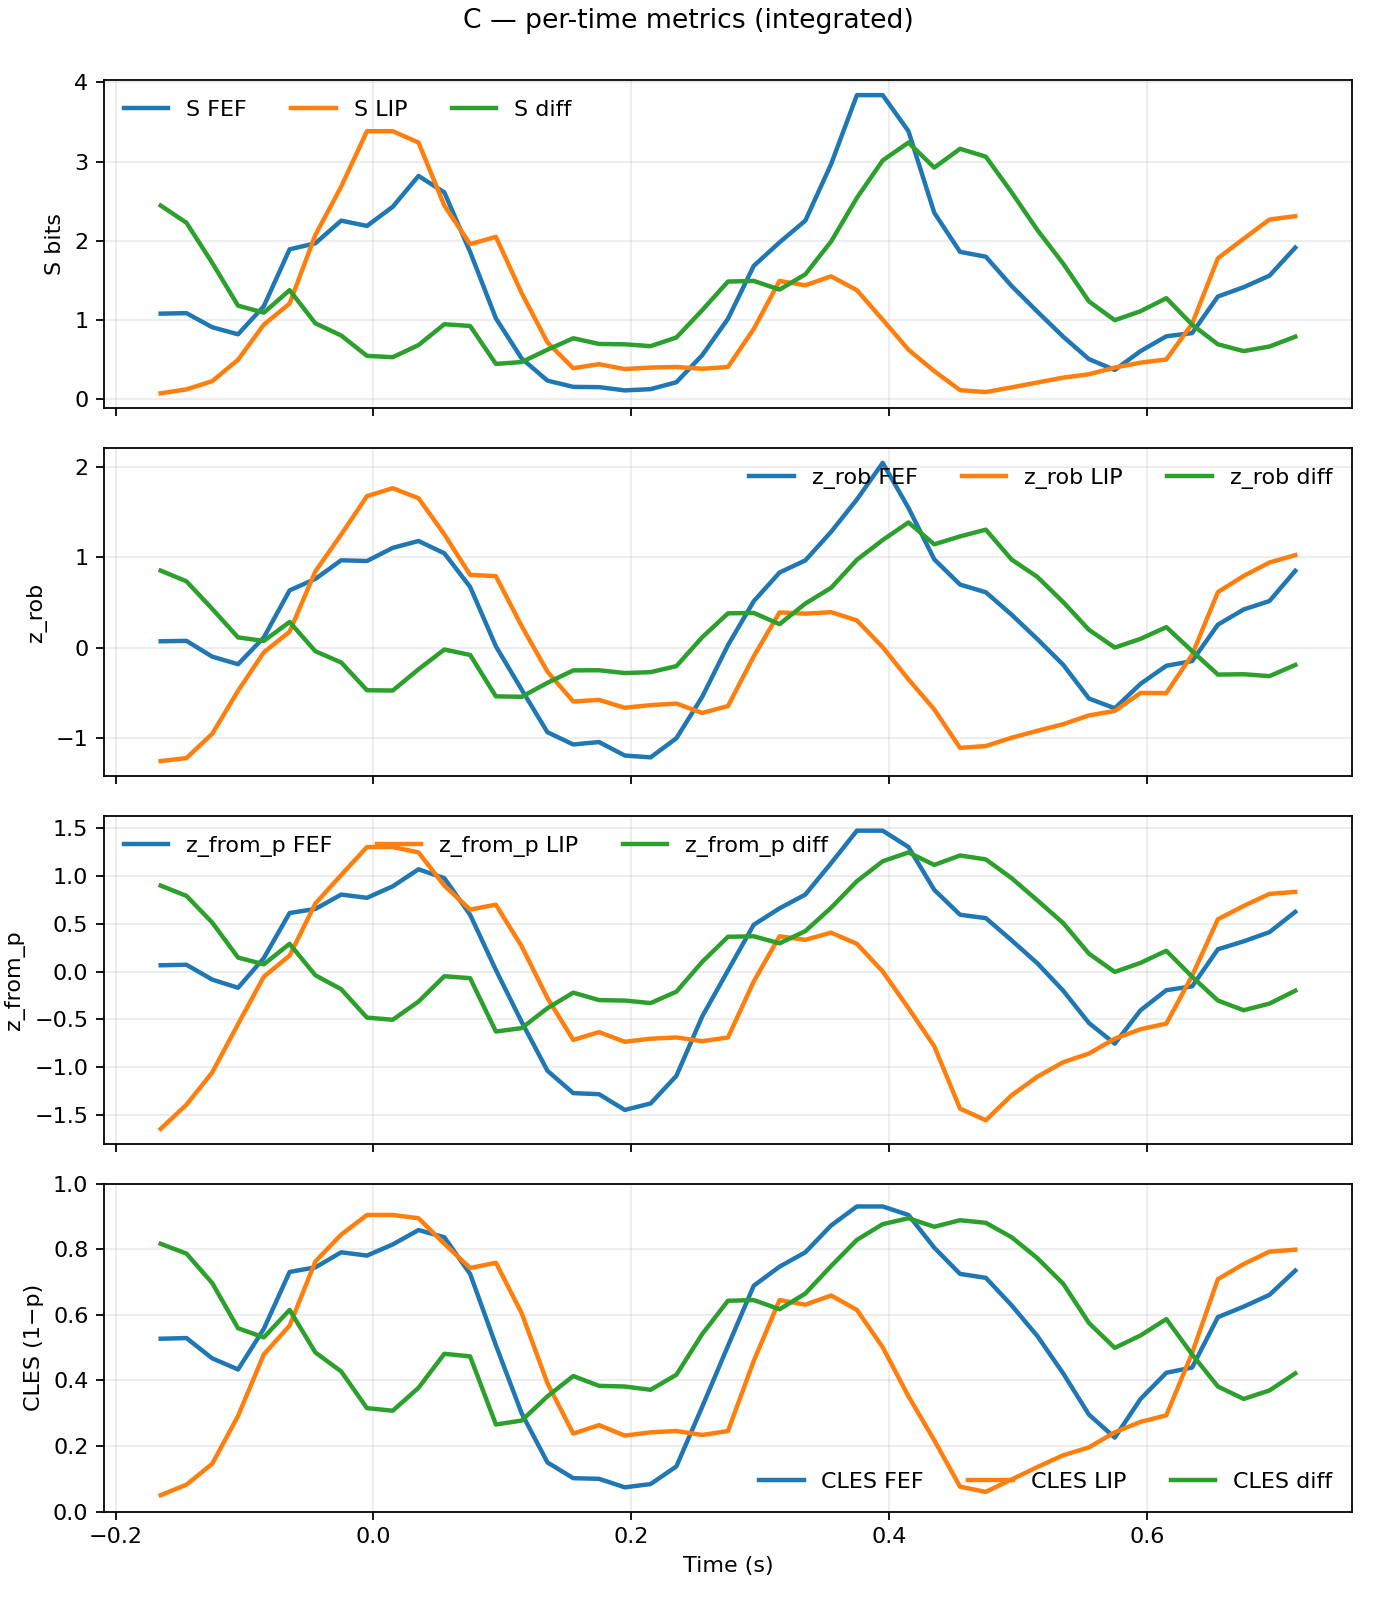 C — per-time metrics (integrated)
4
3
2
1
0
S bits
S FEF S LIP S diff
2
1
0
−1
z_rob
z_rob FEF z_rob LIP z_rob diff
1.5
1.0
0.5
0.0
−0.5
−1.0
−1.5
z_from_p
z_from_p FEF z_from_p LIP z_from_p diff
1.0
0.8
0.6
0.4
0.2
0.0
CLES (1−p)
CLES FEF CLES LIP CLES diff
−0.2 0.0 0.2 0.4 0.6
Time (s)